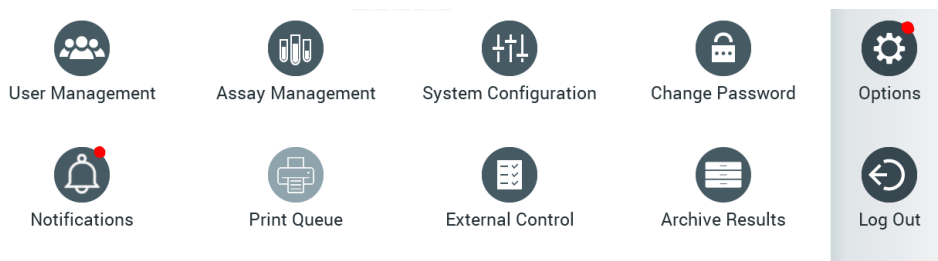 User Management
Assay Management
System Configuration
Change Password
Options
Notifications
Print Queue
External Control
Archive Results
Log Out